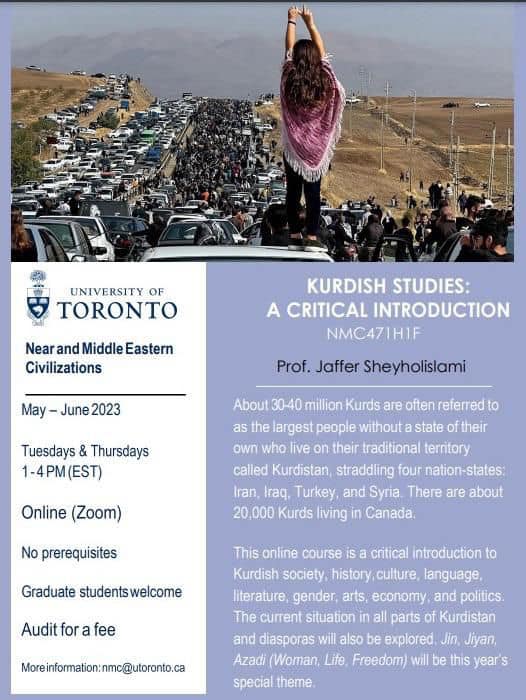 UNIVERSITY OF
TORONTO
Near and Middle Eastern
Civilizations
May – June 2023
Tuesdays & Thursdays
1 - 4 PM (EST)
Online (Zoom)
No prerequisites
Graduate students welcome
Audit for a fee
More information: nmc@utoronto.ca
KURDISH STUDIES:
A CRITICAL INTRODUCTION
NMC471H1F
Prof. Jaffer Sheyholislami
About 30-40 million Kurds are often referred to
as the largest people without a state of their
own who live on their traditional territory
called Kurdistan, straddling four nation-states:
Iran, Iraq, Turkey, and Syria. There are about
20,000 Kurds living in Canada.
This online course is a critical introduction to
Kurdish society, history, culture, language,
literature, gender, arts, economy, and politics.
The current situation in all parts of Kurdistan
and diasporas will also be explored. Jin, Jiyan,
Azadi (Woman, Life, Freedom) will be this year's
special theme.